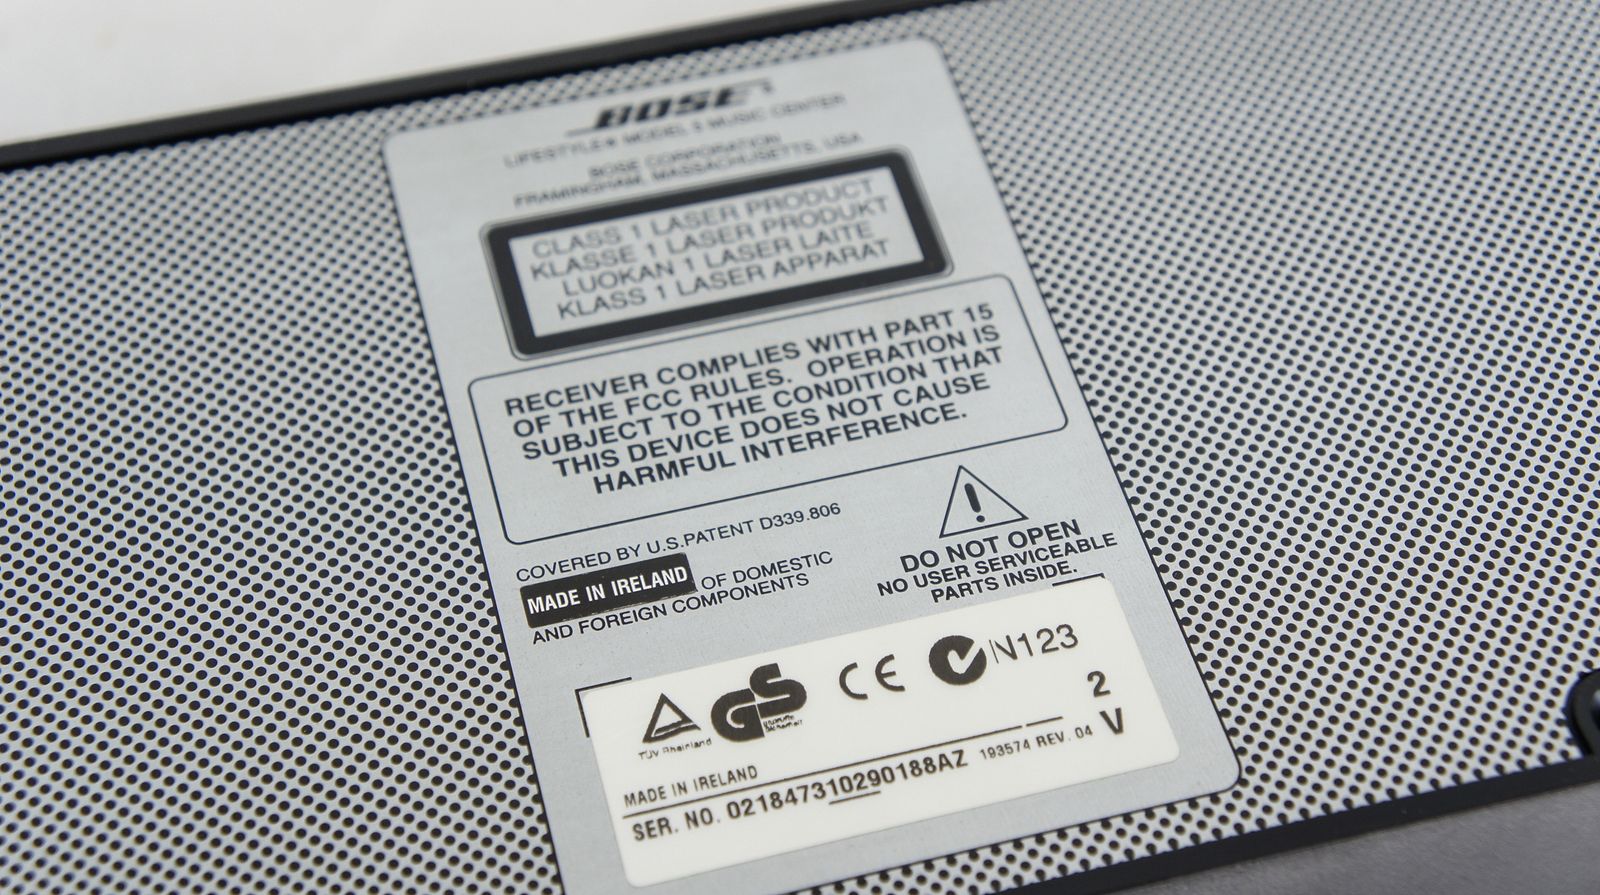 BOSE
LIFESTYLE® MODEL 5 MUSIC CENTER
BOSE CORPORATION
FRAMINGHAM, MASSACHUSETTS, USA
CLASS 1 LASER PRODUCT
KLASSE 1 LASER PRODUKT
LUOKAN 1 LASER LAITE
KLASS 1 LASER APPARAT
RECEIVER COMPLIES WITH PART 15
OF THE FCC RULES. OPERATION IS
SUBJECT TO THE CONDITION THAT
THIS DEVICE DOES NOT CAUSE
HARMFUL INTERFERENCE.
COVERED BY U.S.PATENT D339.806
MADE IN IRELAND OF DOMESTIC
AND FOREIGN COMPONENTS
DO NOT OPEN
NO USER SERVICEABLE
PARTS INSIDE.
TÜV Rheinland
GS
geprüfte
Sicherheit
CE
N123
2
V
MADE IN IRELAND
SER. NO. 021847310290188AZ 193574 REV. 04